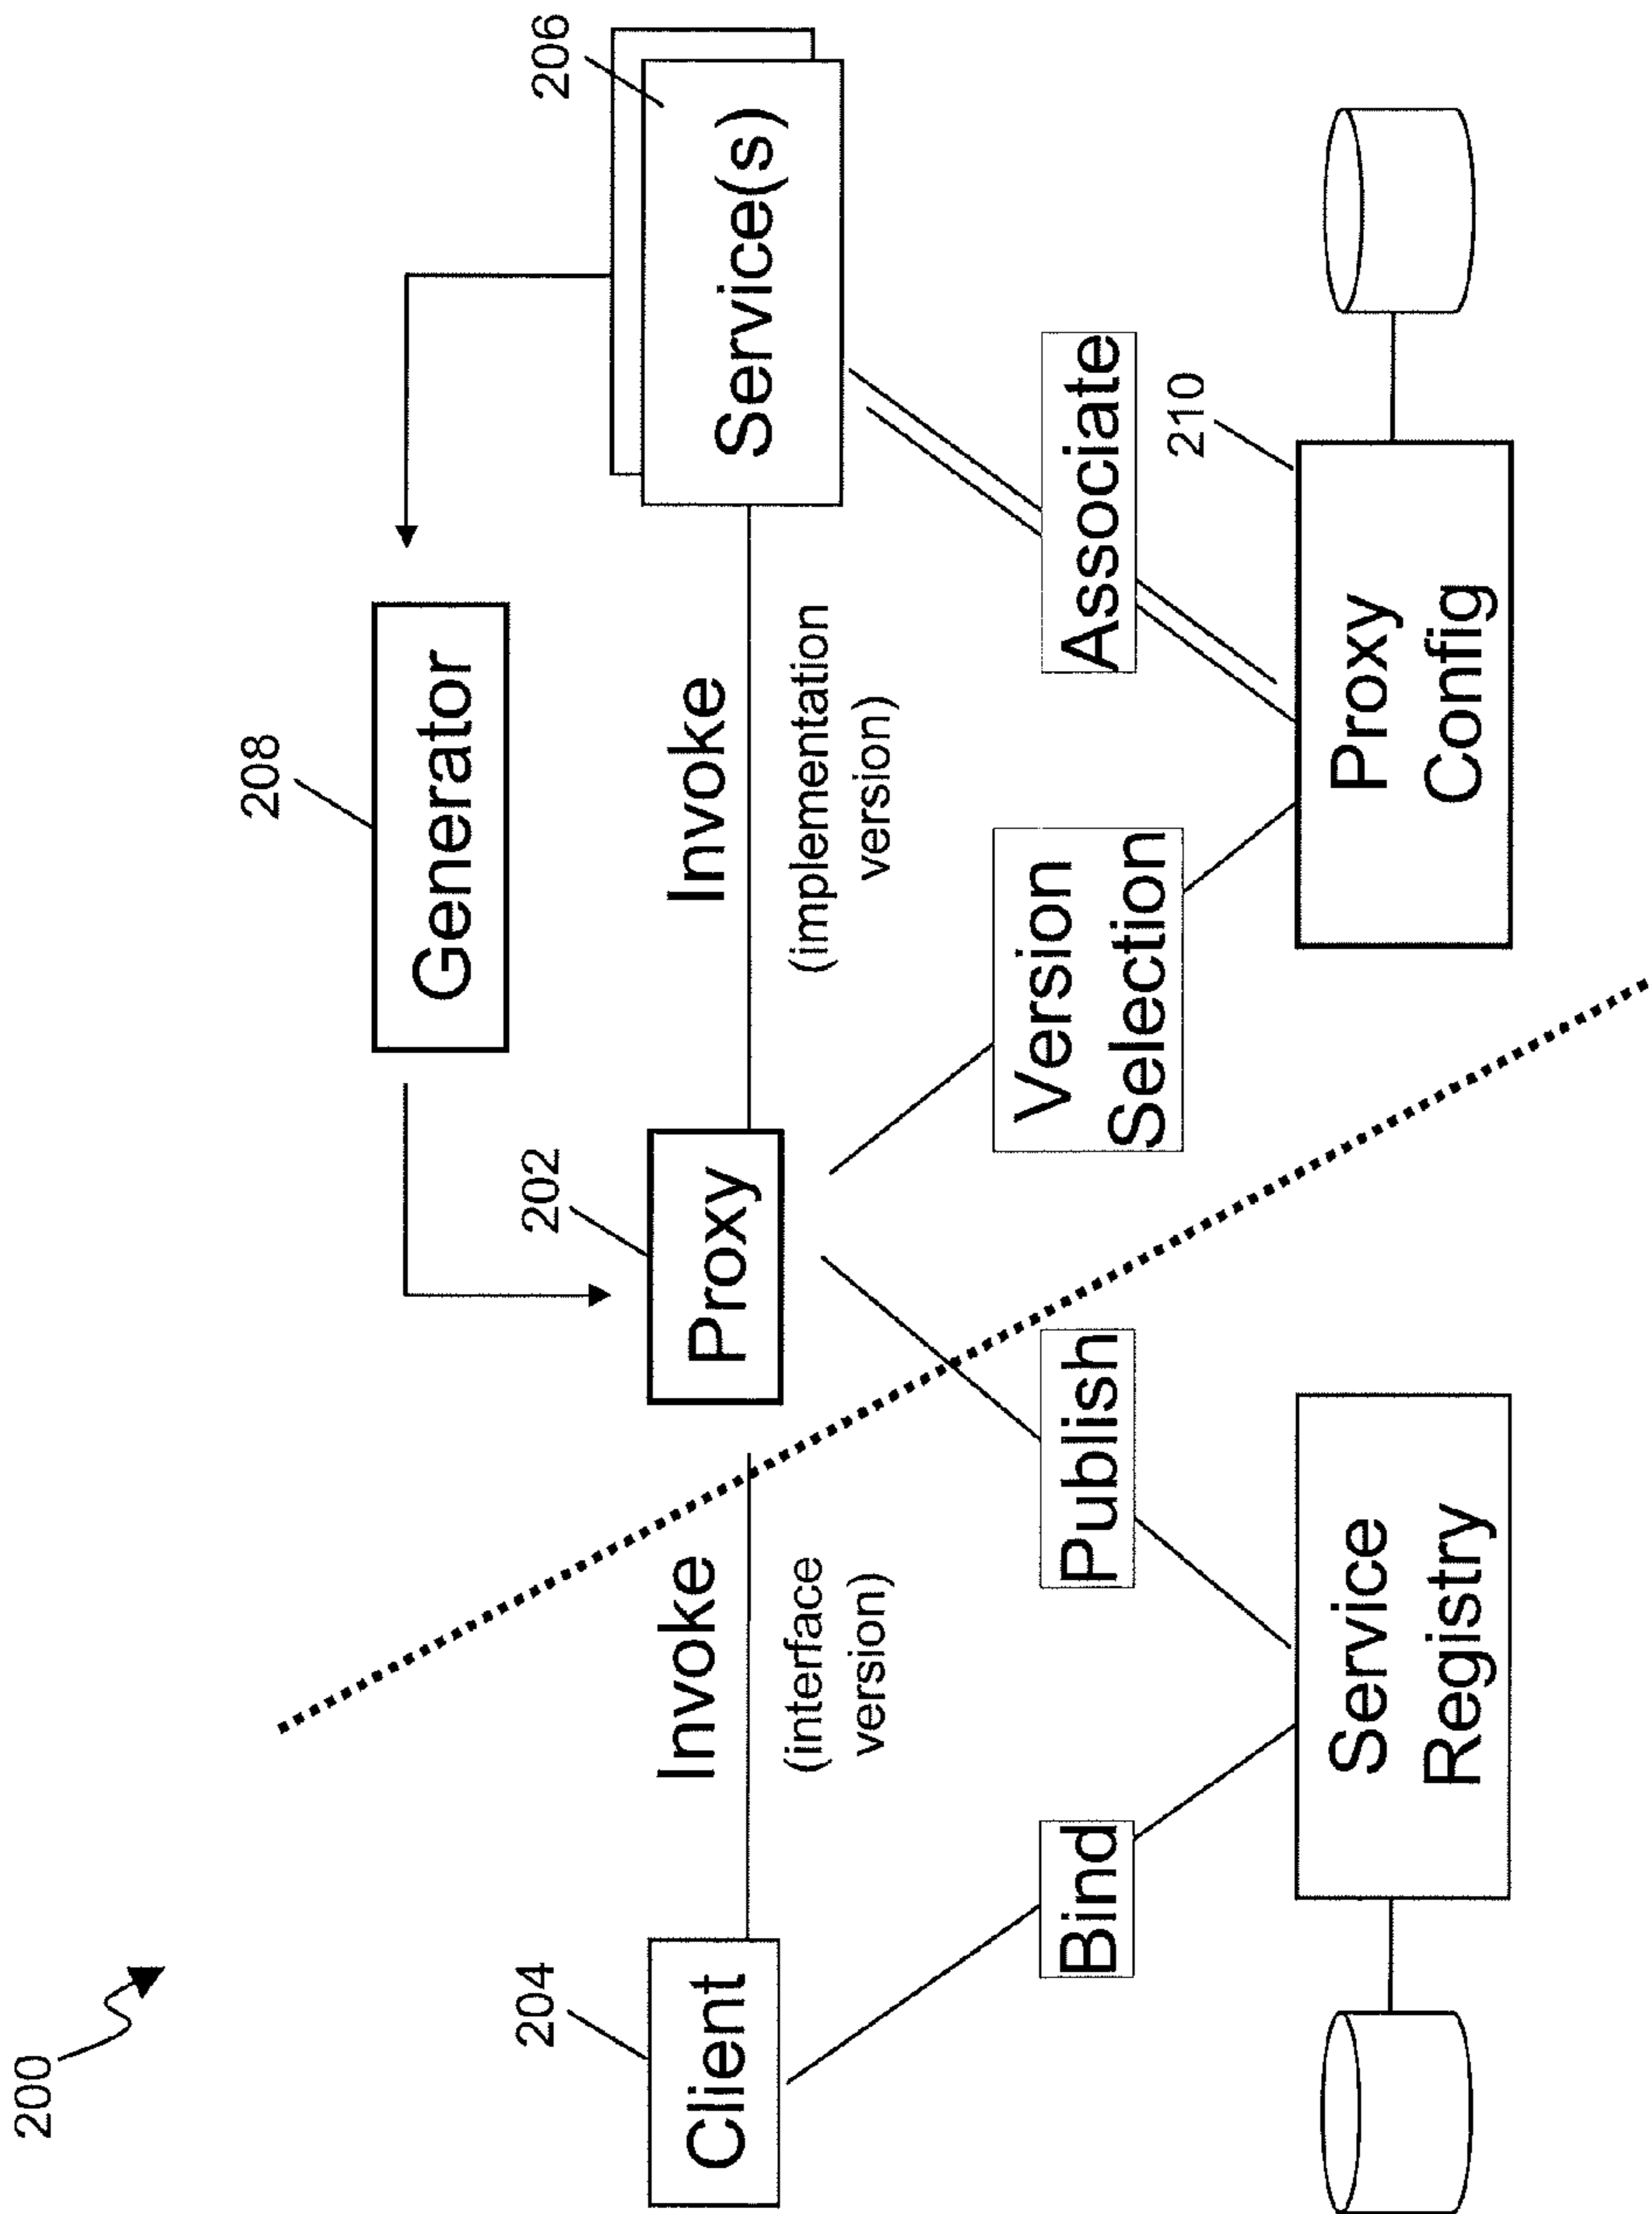 200
208
Generator
204
202
206
Client
Invoke
(interface
version)
Proxy
Invoke
(implementation
version)
Service(s)
Bind
Publish
Version
Selection
Associate
210
Service
Registry
Proxy
Config